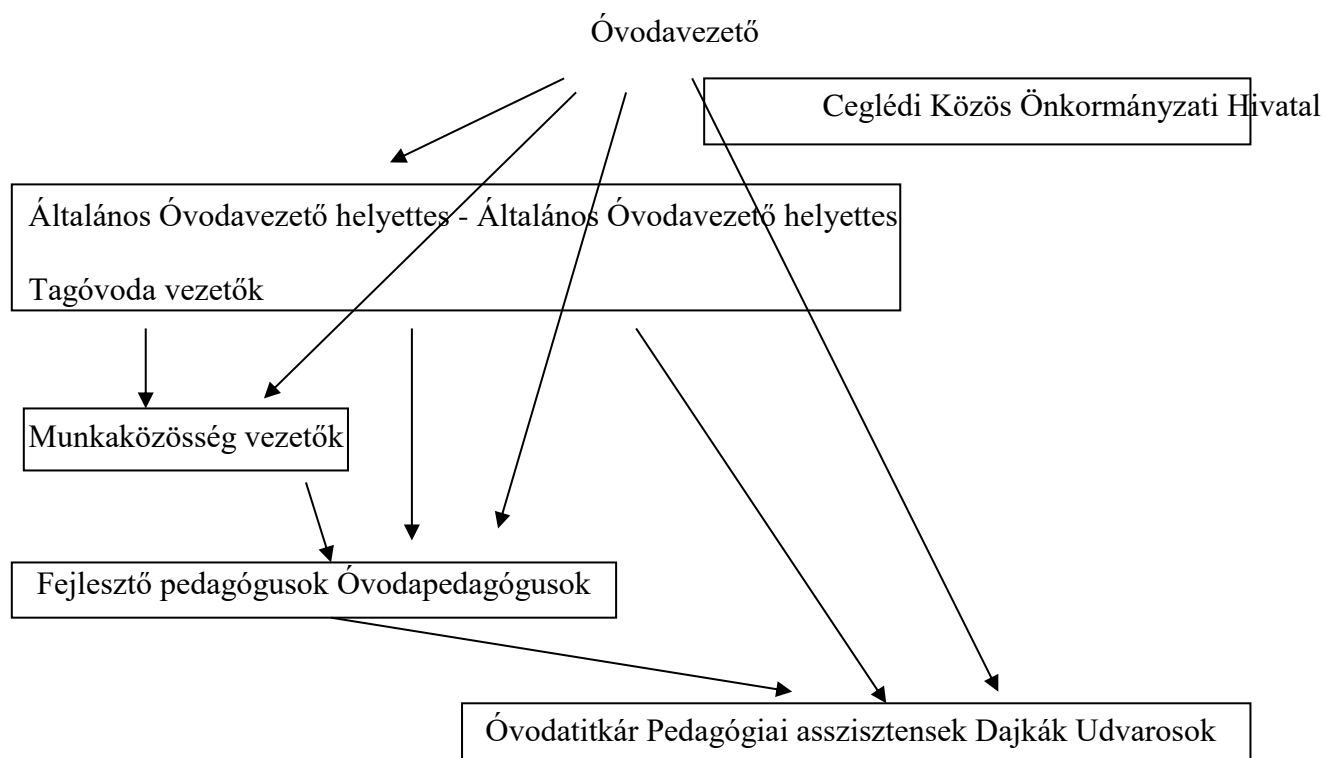 Óvodavezető
Ceglédi Közös Önkormányzati Hivatal
Általános Óvodavezető helyettes - Általános Óvodavezető helyettes
Tagóvoda vezetők
Munkaközösség vezetők
Fejlesztő pedagógusok Óvodapedagógusok
Óvodatitkár Pedagógiai asszisztensek Dajkák Udvarosok